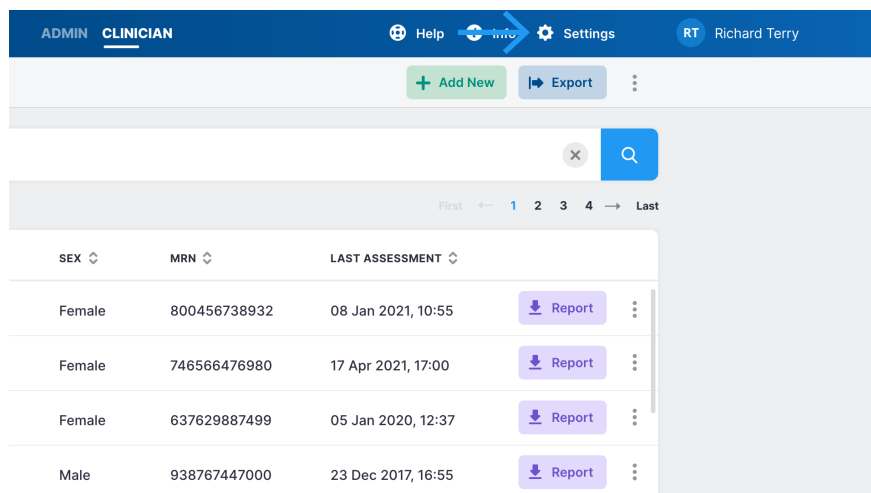 ADMIN CLINICIAN Help Info Settings RT Richard Terry
Add New Export
First 1 2 3 4 Last
SEX MRN LAST ASSESSMENT
Female 800456738932 08 Jan 2021, 10:55 Report
Female 746566476980 17 Apr 2021, 17:00 Report
Female 637629887499 05 Jan 2020, 12:37 Report
Male 938767447000 23 Dec 2017, 16:55 Report